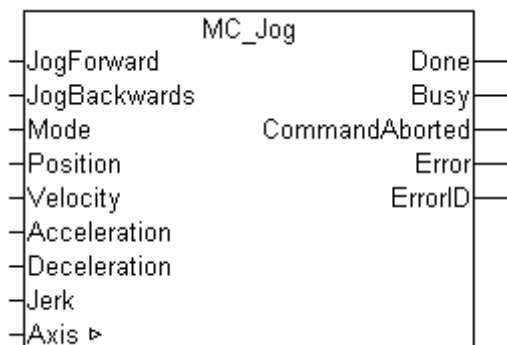 MC_Jog
JogForward Done
JogBackwards Busy
Mode CommandAborted
Position Error
Velocity ErrorID
Acceleration
Deceleration
Jerk
Axis ▹